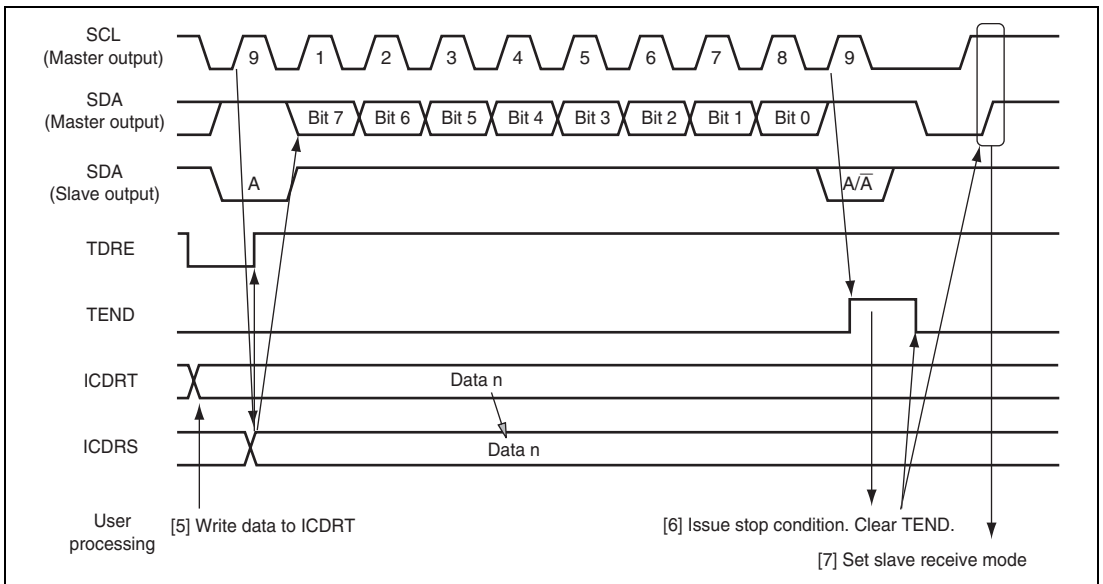 SCL
(Master output)
9 1 2 3 4 5 6 7 8 9
SDA
(Master output)
Bit 7 Bit 6 Bit 5 Bit 4 Bit 3 Bit 2 Bit 1 Bit 0
SDA
(Slave output)
A A/A̅
TDRE
TEND
ICDRT
Data n
ICDRS
Data n
User
processing
[5] Write data to ICDRT
[6] Issue stop condition. Clear TEND.
[7] Set slave receive mode